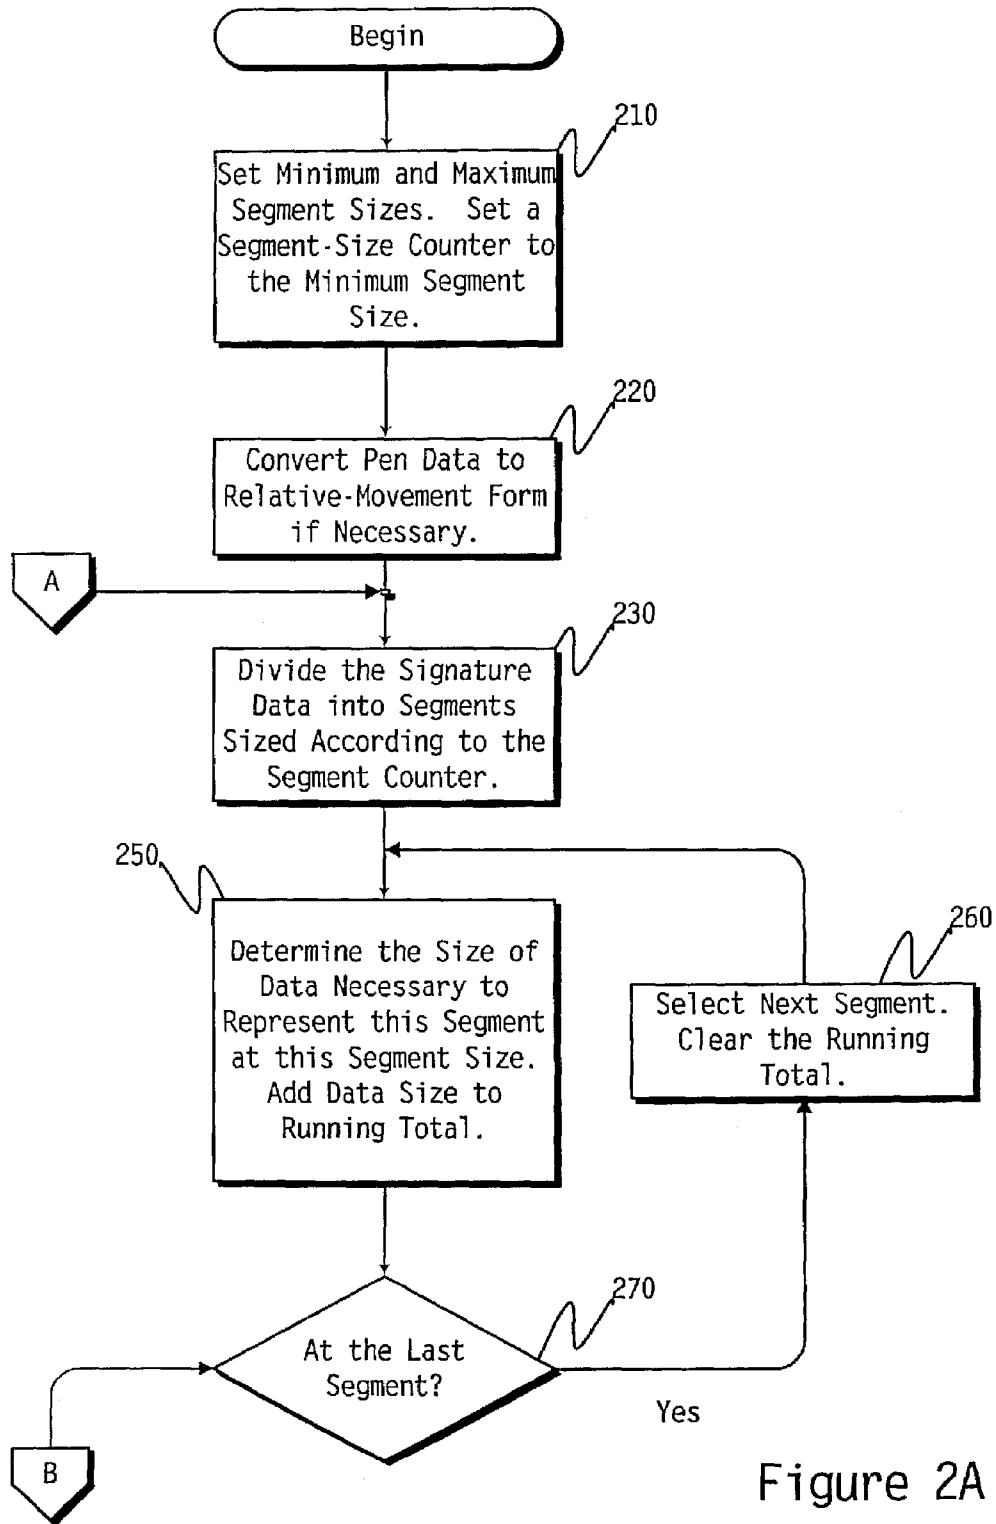 Begin
210
Set Minimum and Maximum
Segment Sizes. Set a
Segment-Size Counter to
the Minimum Segment
Size.
220
Convert Pen Data to
Relative-Movement Form
if Necessary.
A
230
Divide the Signature
Data into Segments
Sized According to the
Segment Counter.
250
Determine the Size of
Data Necessary to
Represent this Segment
at this Segment Size.
Add Data Size to
Running Total.
260
Select Next Segment.
Clear the Running
Total.
270
At the Last
Segment?
Yes
B
Figure 2A